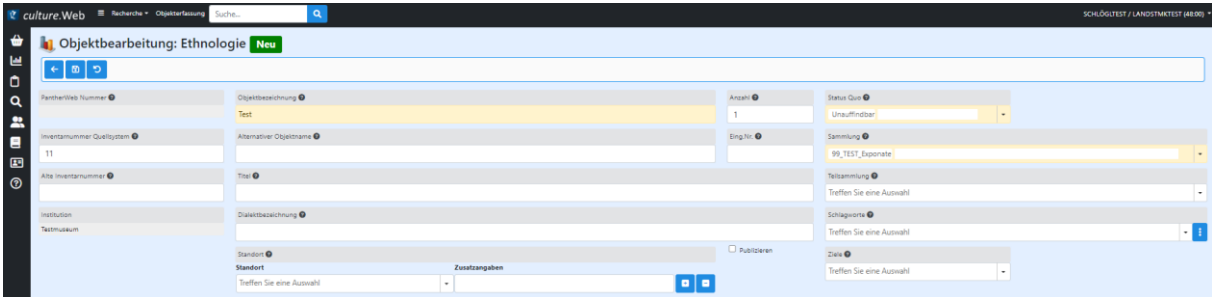 culture.Web Recherche Objekterfassung Suche... SCHLÖGLTEST / LANDSTMKTEST (48:00)
Objektbearbeitung: Ethnologie Neu
PantherWeb Nummer Objektbezeichnung Anzahl Status Quo
Test 1 Unauffindbar
Inventarnummer Quellsystem Alternativer Objektname Eing.Nr. Sammlung
11 99_TEST_Exponate
Alte Inventarnummer Titel Teilsammlung
Treffen Sie eine Auswahl
Institution Dialektbezeichnung Schlagworte
Testmuseum Treffen Sie eine Auswahl
Standort Publizieren Ziele
Standort Zusatzangaben
Treffen Sie eine Auswahl Treffen Sie eine Auswahl